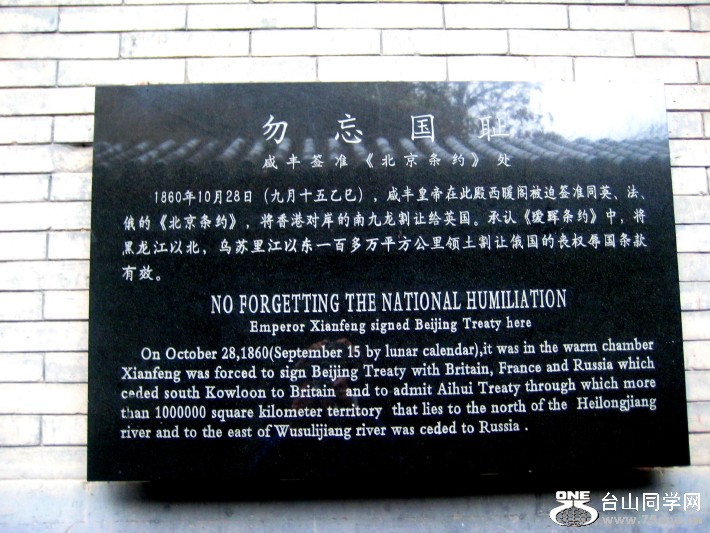 勿忘国耻
咸丰签准《北京条约》处
1860年10月28日（九月十五乙巳），咸丰皇帝在此殿西暖阁被迫签准同英、法、
俄的《北京条约》，将香港对岸的南九龙割让给英国。承认《瑷珲条约》中，将
黑龙江以北，乌苏里江以东一百多万平方公里领土割让俄国的丧权辱国条款
有效。
NO FORGETTING THE NATIONAL HUMILIATION
Emperor Xianfeng signed Beijing Treaty here
On October 28,1860(September 15 by lunar calendar),it was in the warm chamber
Xianfeng was forced to sign Beijing Treaty with Britain, France and Russia which
ceded south Kowloon to Britain and to admit Aihui Treaty through which more
than 1000000 square kilometer territory that lies to the north of the Heilongjiang
river and to the east of Wusulijiang river was ceded to Russia .
ONE 台山同学网